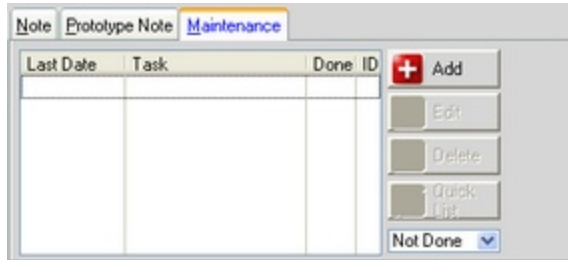 Note Prototype Note Maintenance
Last Date Task Done ID
Add
Edit
Delete
Quick
List
Not Done